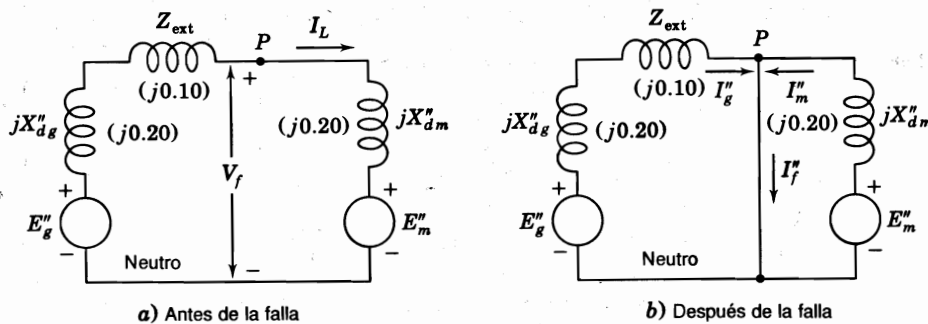 Z_ext
P
I_L
(j0.10)
+
jX''_dg
(j0.20)
(j0.20)
jX''_dm
V_f
+
+
E''_g
E''_m
−
−
Neutro
−
a) Antes de la falla
Z_ext
P
(j0.10)
I''_g
I''_m
jX''_dg
(j0.20)
(j0.20)
jX''_dm
I''_f
+
+
E''_g
E''_m
−
−
Neutro
b) Después de la falla